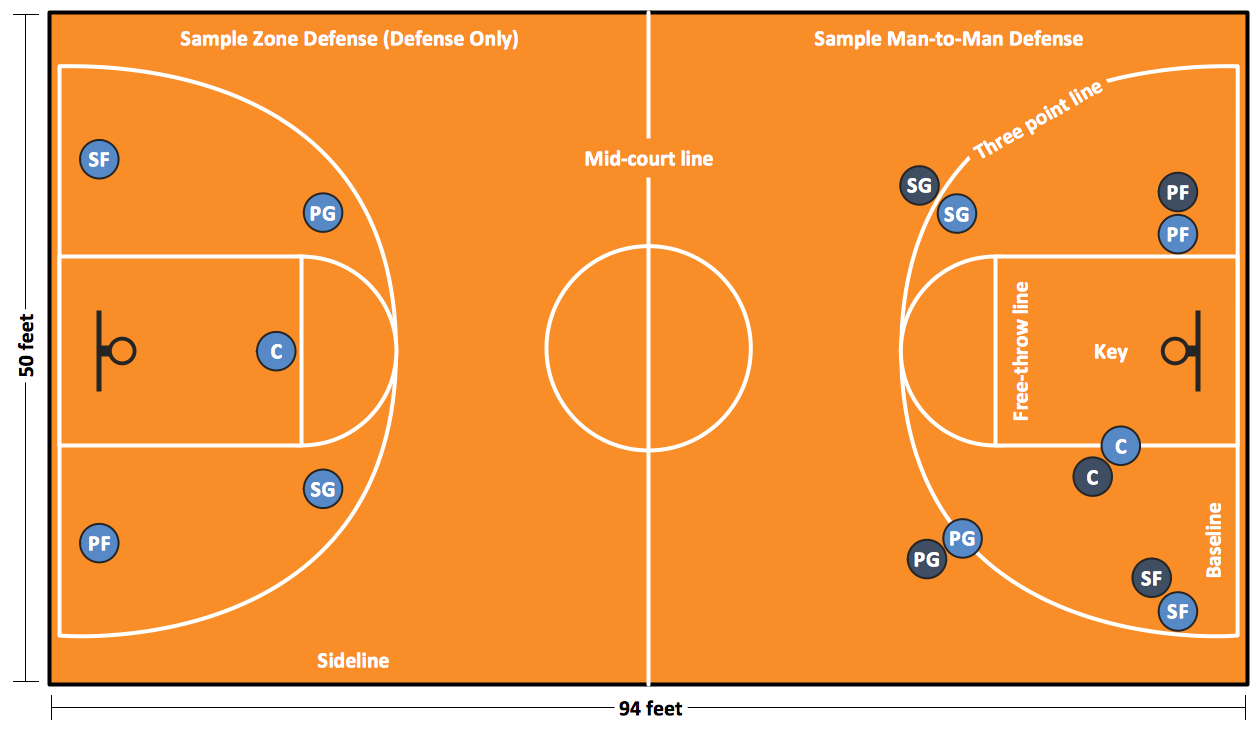 Sample Zone Defense (Defense Only)
Sample Man-to-Man Defense
Three point line
Mid-court line
SF
PG
C
SG
PF
SG
SG
PF
PF
Free-throw line
Key
C
C
PG
PG
SF
SF
Baseline
Sideline
50 feet
94 feet